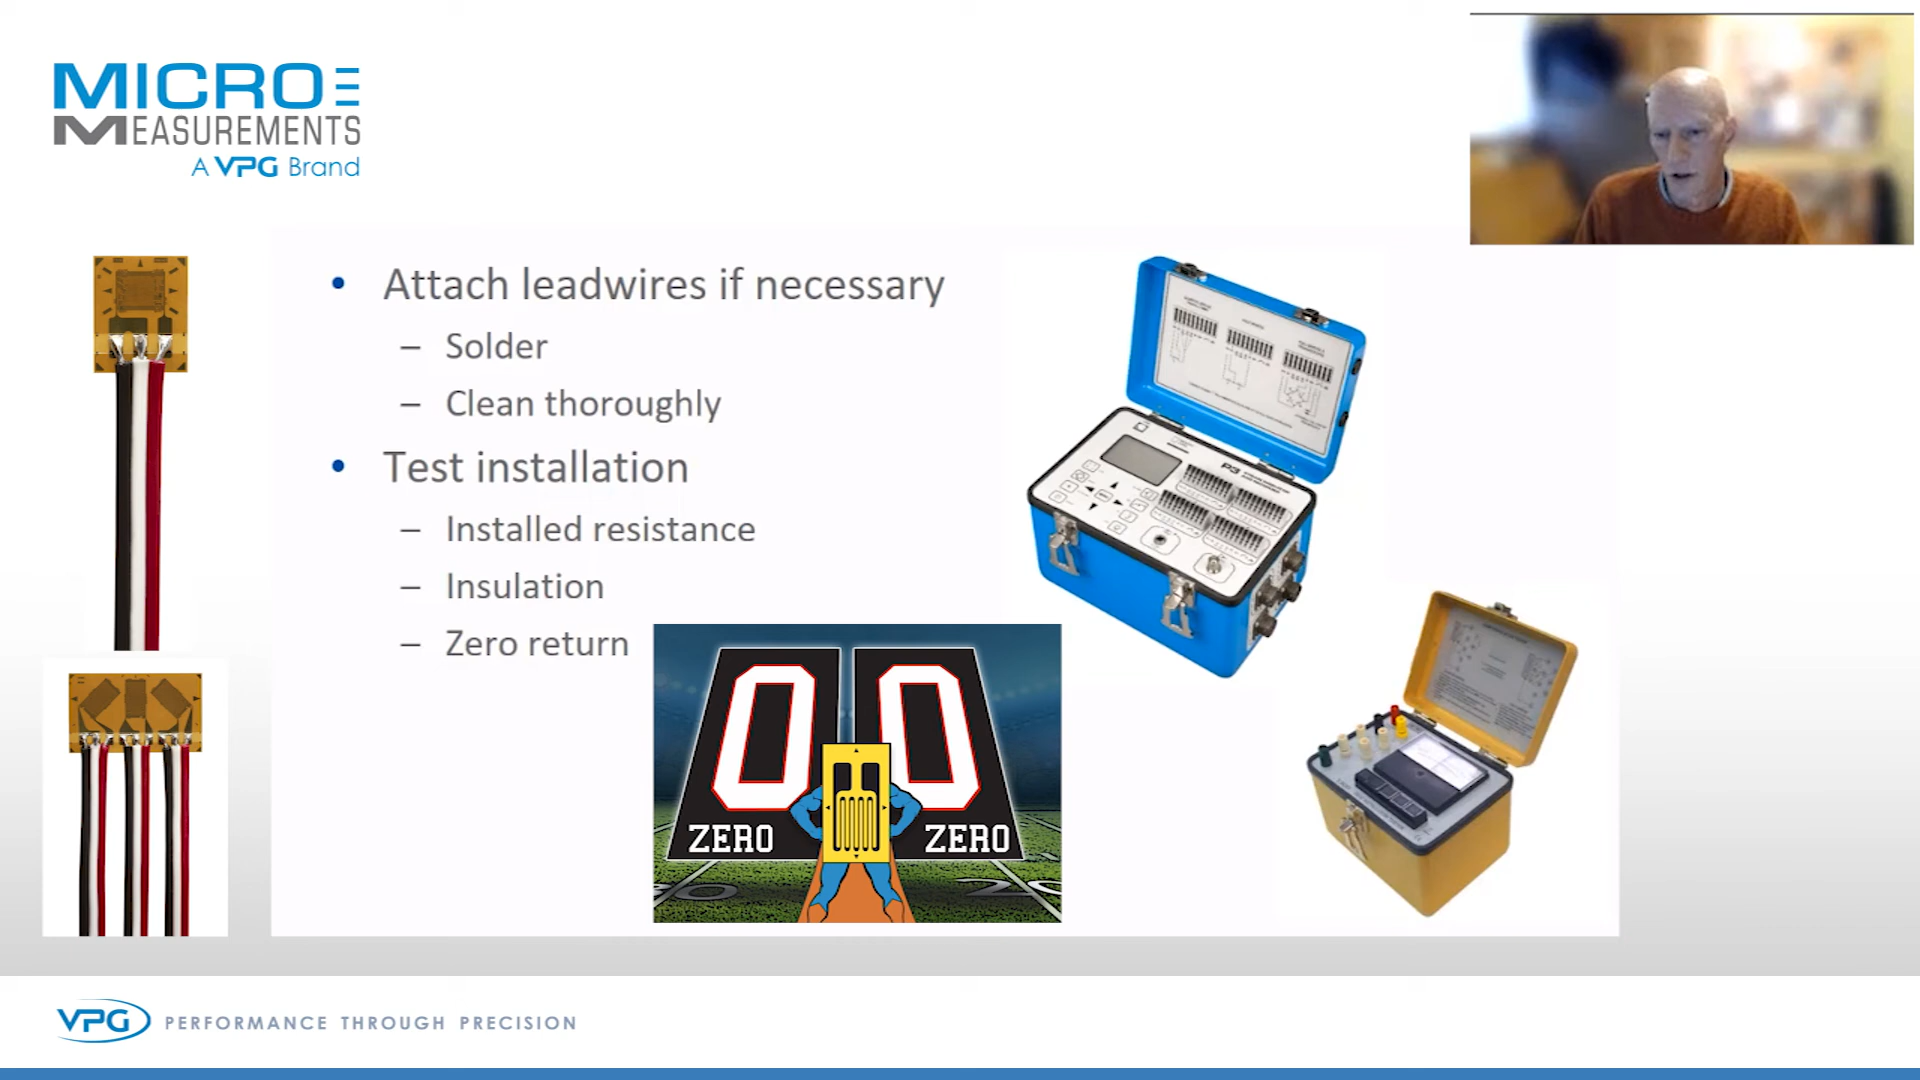 MICRO
MEASUREMENTS
A VPG Brand
• Attach leadwires if necessary
– Solder
– Clean thoroughly
• Test installation
– Installed resistance
– Insulation
– Zero return
P3
0 0
ZERO ZERO
20
VPG PERFORMANCE THROUGH PRECISION